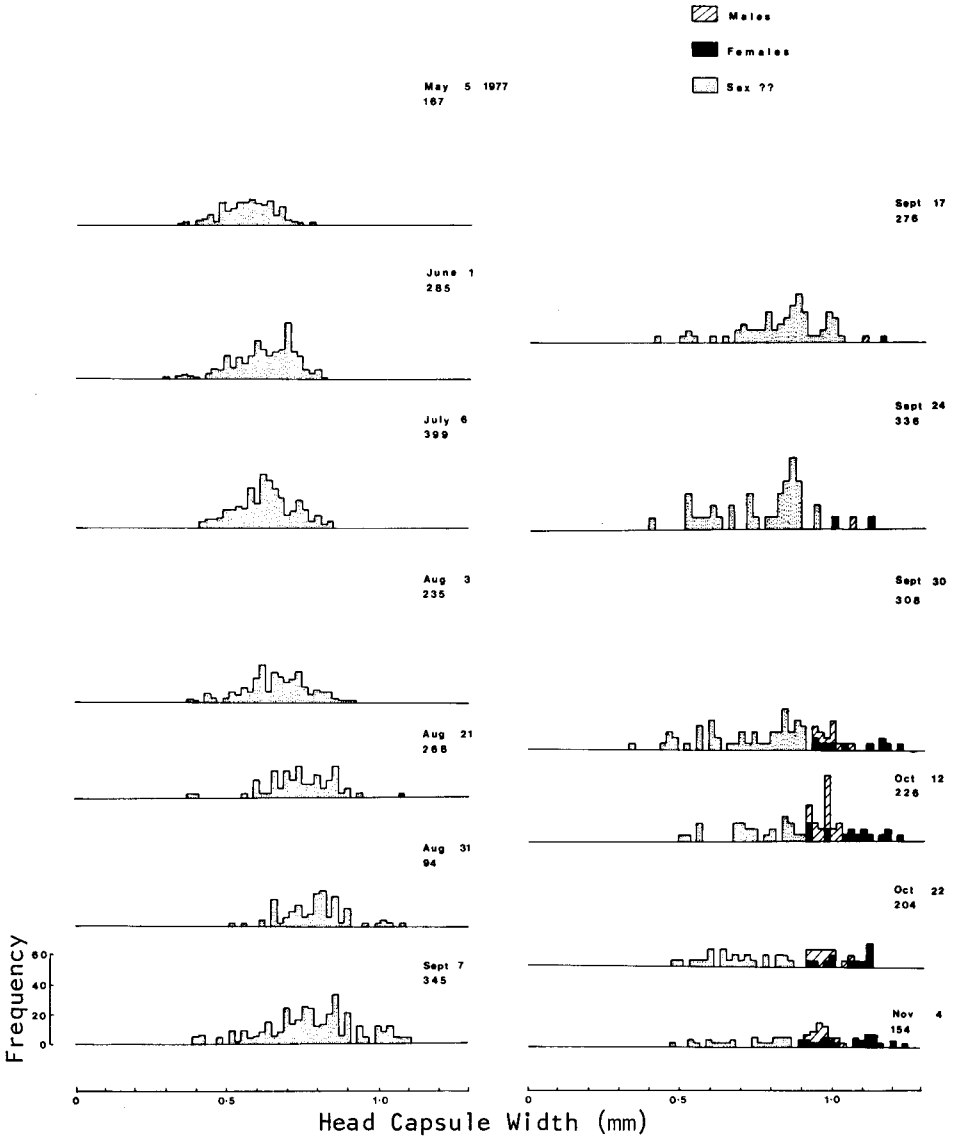 Males
Females
Sex ??
May 5 1977
167
June 1
285
July 6
399
Aug 3
235
Aug 21
268
Aug 31
94
Sept 7
345
Sept 17
276
Sept 24
336
Sept 30
308
Oct 12
226
Oct 22
204
Nov 4
154
Frequency
60
40
20
0
0 0·5 1·0
0 0·5 1·0
Head Capsule Width (mm)